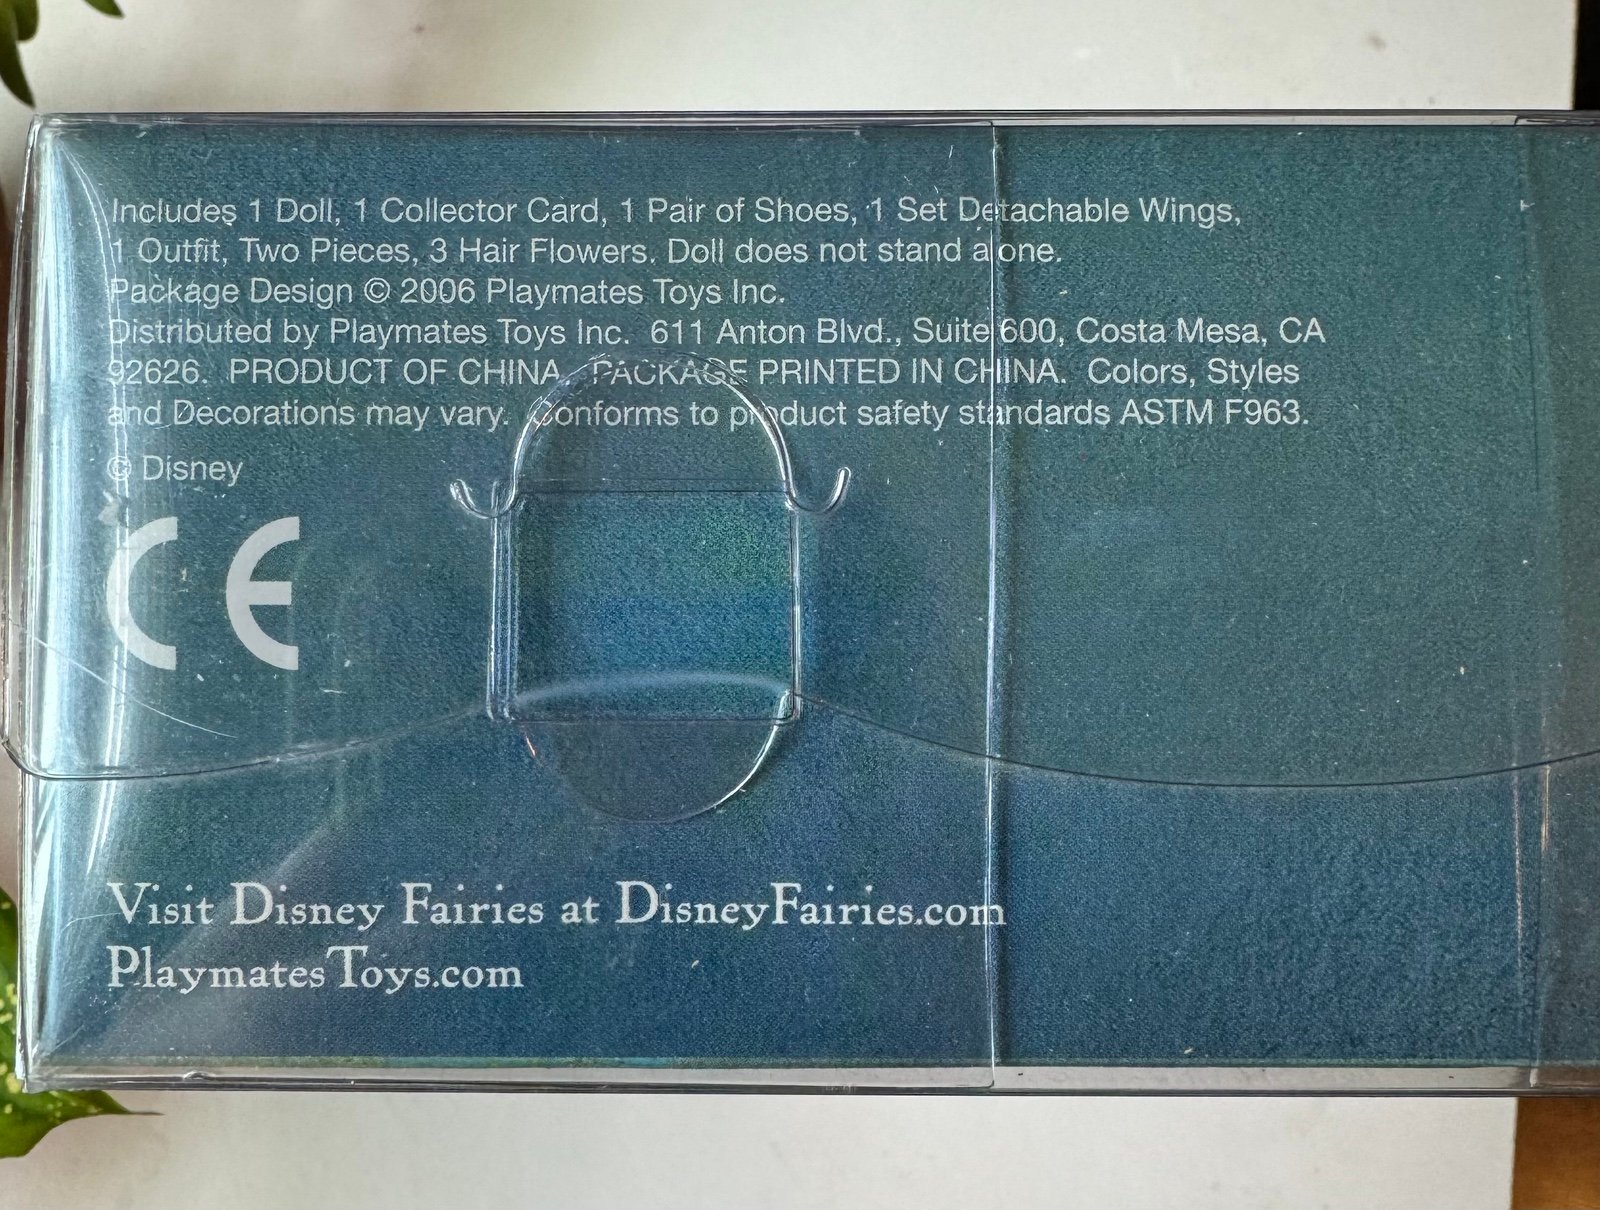 Includes 1 Doll, 1 Collector Card, 1 Pair of Shoes, 1 Set Detachable Wings,
1 Outfit, Two Pieces, 3 Hair Flowers. Doll does not stand alone.
Package Design © 2006 Playmates Toys Inc.
Distributed by Playmates Toys Inc. 611 Anton Blvd., Suite 600, Costa Mesa, CA
92626. PRODUCT OF CHINA. PACKAGE PRINTED IN CHINA. Colors, Styles
and Decorations may vary. Conforms to product safety standards ASTM F963.
© Disney
CE
Visit Disney Fairies at DisneyFairies.com
PlaymatesToys.com